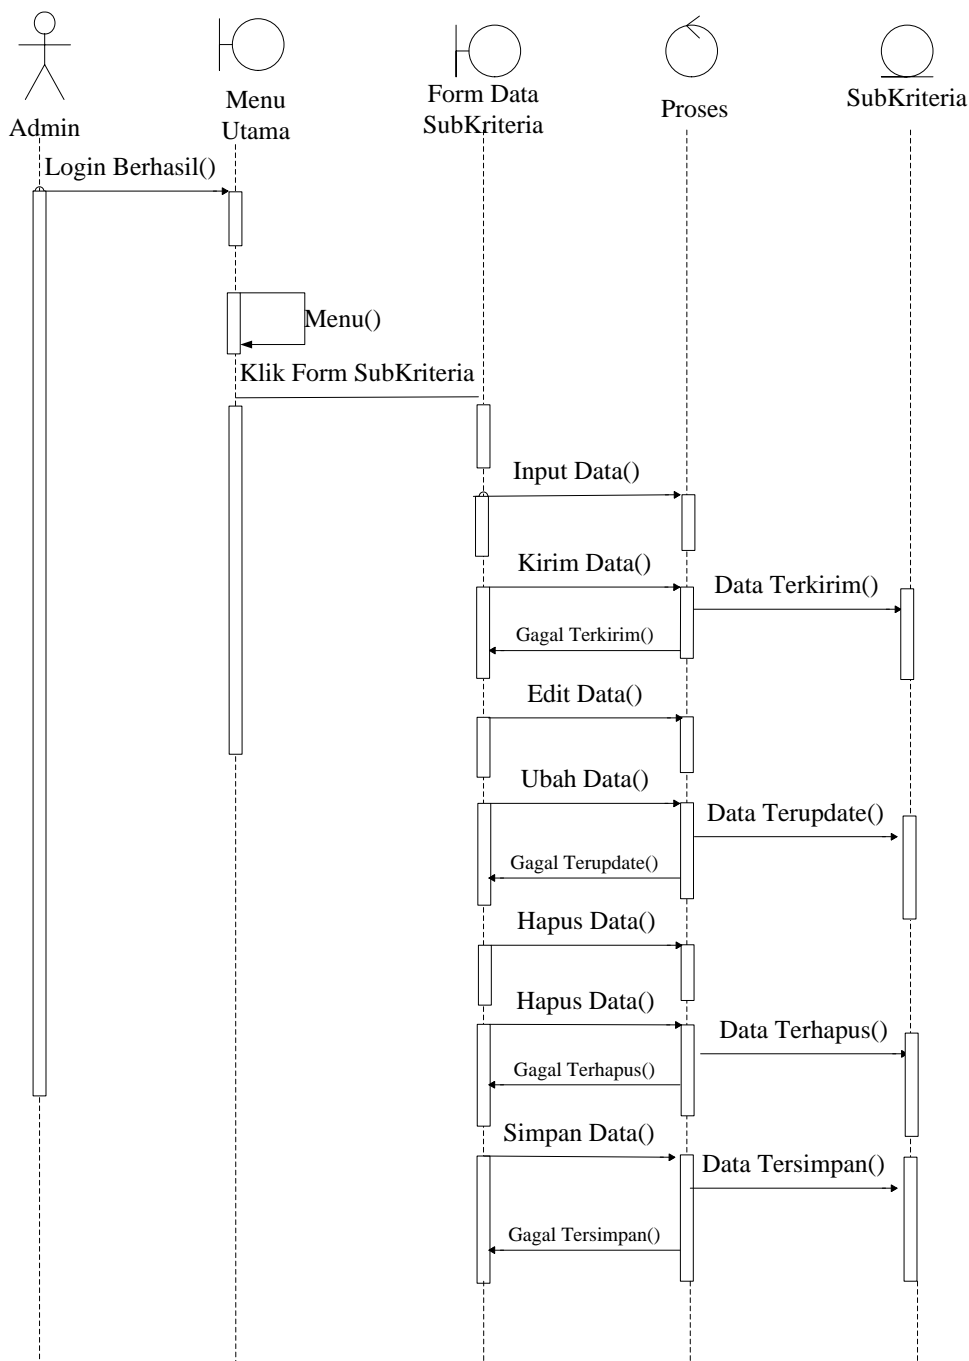 Admin
Menu
Utama
Form Data
SubKriteria
Proses
SubKriteria
Login Berhasil()
Menu()
Klik Form SubKriteria
Input Data()
Kirim Data()
Data Terkirim()
Gagal Terkirim()
Edit Data()
Ubah Data()
Data Terupdate()
Gagal Terupdate()
Hapus Data()
Hapus Data()
Data Terhapus()
Gagal Terhapus()
Simpan Data()
Data Tersimpan()
Gagal Tersimpan()